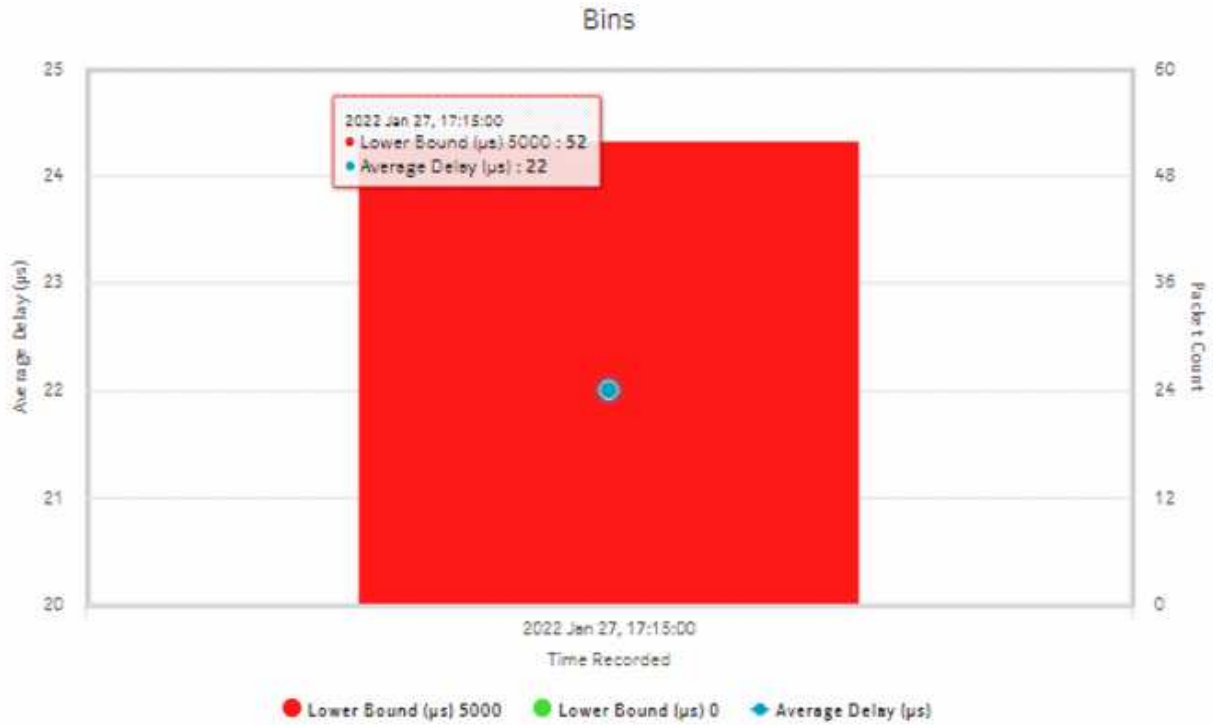 Bins
25
60
2022 Jan 27, 17:15:00
Lower Bound (µs) 5000 : 52
Average Delay (µs) : 22
24
48
23
36
22
24
21
12
20
0
Average Delay (µs)
Packet Count
2022 Jan 27, 17:15:00
Time Recorded
Lower Bound (µs) 5000 Lower Bound (µs) 0 Average Delay (µs)